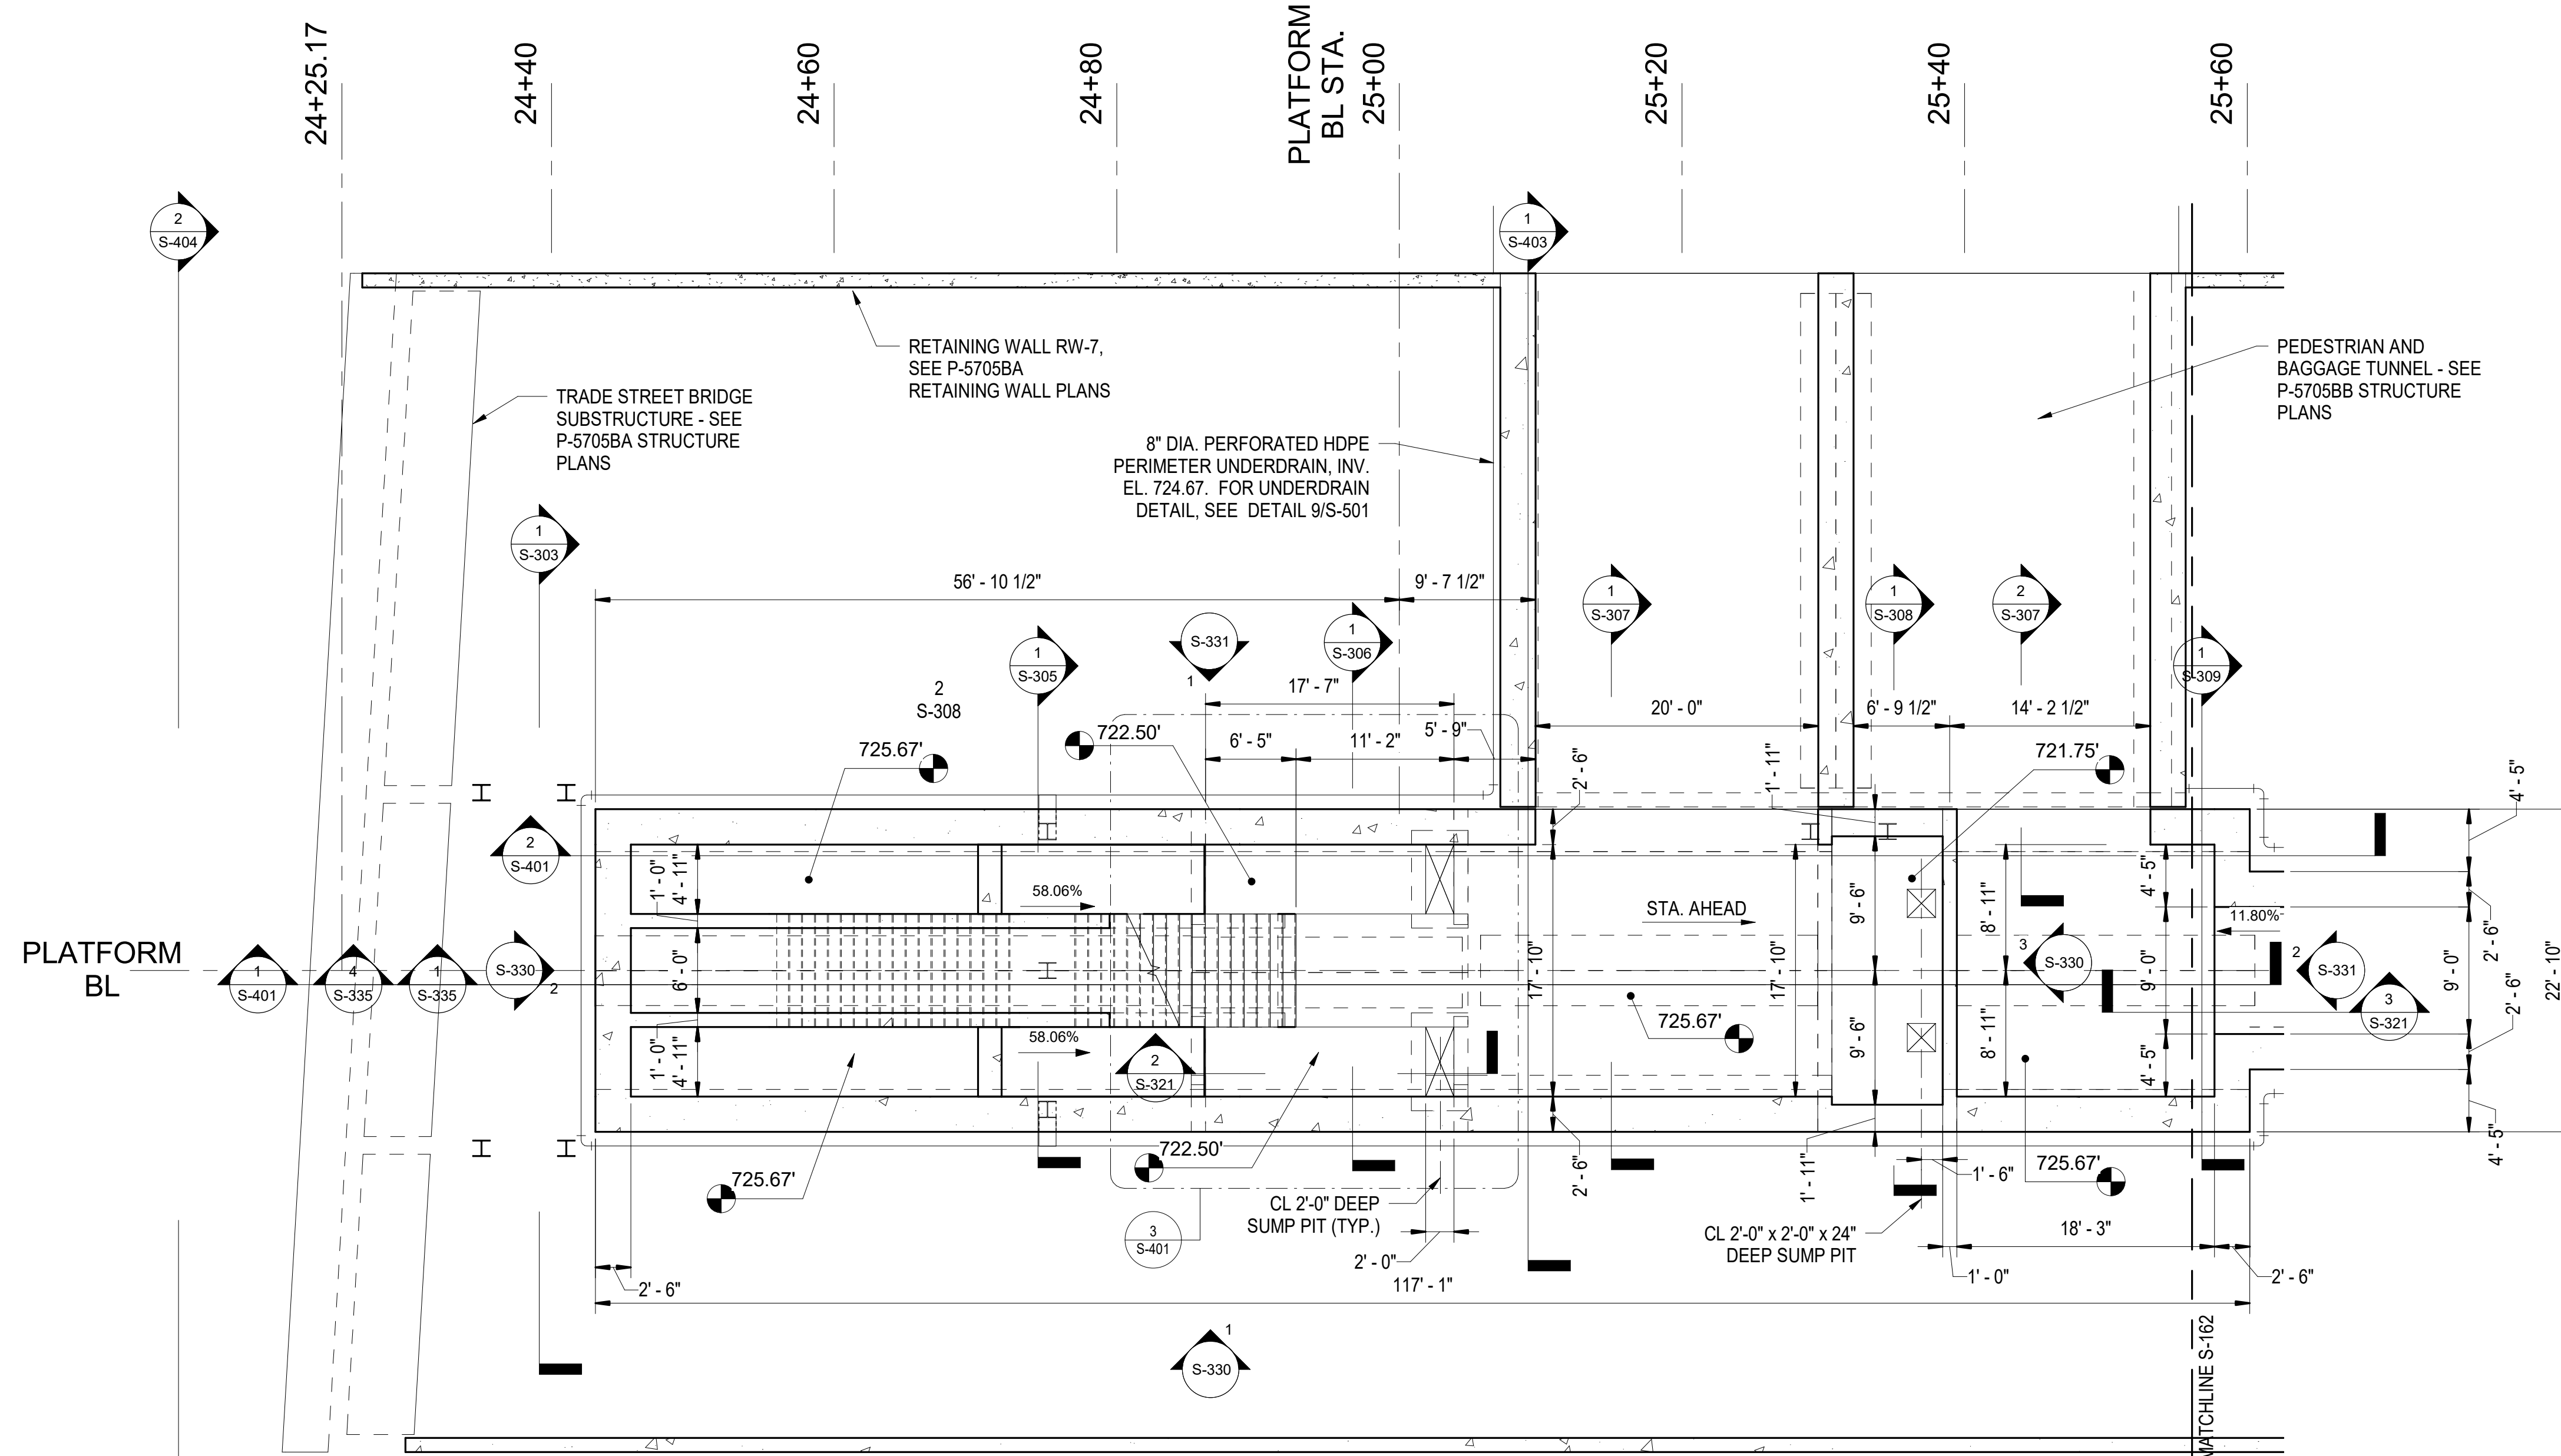 24+25.17
24+40
24+60
24+80
PLATFORM
BL STA.
25+00
25+20
25+40
25+60
2
S-404
1
S-403
RETAINING WALL RW-7,
SEE P-5705BA
RETAINING WALL PLANS
TRADE STREET BRIDGE
SUBSTRUCTURE - SEE
P-5705BA STRUCTURE
PLANS
8" DIA. PERFORATED HDPE
PERIMETER UNDERDRAIN, INV.
EL. 724.67. FOR UNDERDRAIN
DETAIL, SEE DETAIL 9/S-501
PEDESTRIAN AND
BAGGAGE TUNNEL - SEE
P-5705BB STRUCTURE
PLANS
1
S-303
56' - 10 1/2"
9' - 7 1/2"
1
S-307
1
S-308
2
S-307
1
S-305
S-331
1
1
S-306
1
S-309
2
S-308
17' - 7"
20' - 0"
6' - 9 1/2"
14' - 2 1/2"
725.67'
722.50'
6' - 5"
11' - 2"
5' - 9"
2' - 6"
1' - 11"
721.75'
4' - 5"
2
S-401
1' - 0"
4' - 11"
58.06%
STA. AHEAD
9' - 6"
8' - 11"
4' - 5"
11.80%
2' - 6"
PLATFORM
BL
1
S-401
4
S-335
1
S-335
S-330
2
6' - 0"
17' - 10"
17' - 10"
3
S-330
9' - 0"
2
S-331
3
S-321
9' - 0"
22' - 10"
1' - 0"
4' - 11"
58.06%
2
S-321
725.67'
9' - 6"
8' - 11"
4' - 5"
2' - 6"
4' - 5"
725.67'
722.50'
2' - 6"
1' - 11"
1' - 6"
725.67'
3
S-401
CL 2'-0" DEEP
SUMP PIT (TYP.)
CL 2'-0" x 2'-0" x 24"
DEEP SUMP PIT
18' - 3"
2' - 6"
2' - 0"
117' - 1"
1' - 0"
2' - 6"
1
S-330
MATCHLINE S-162